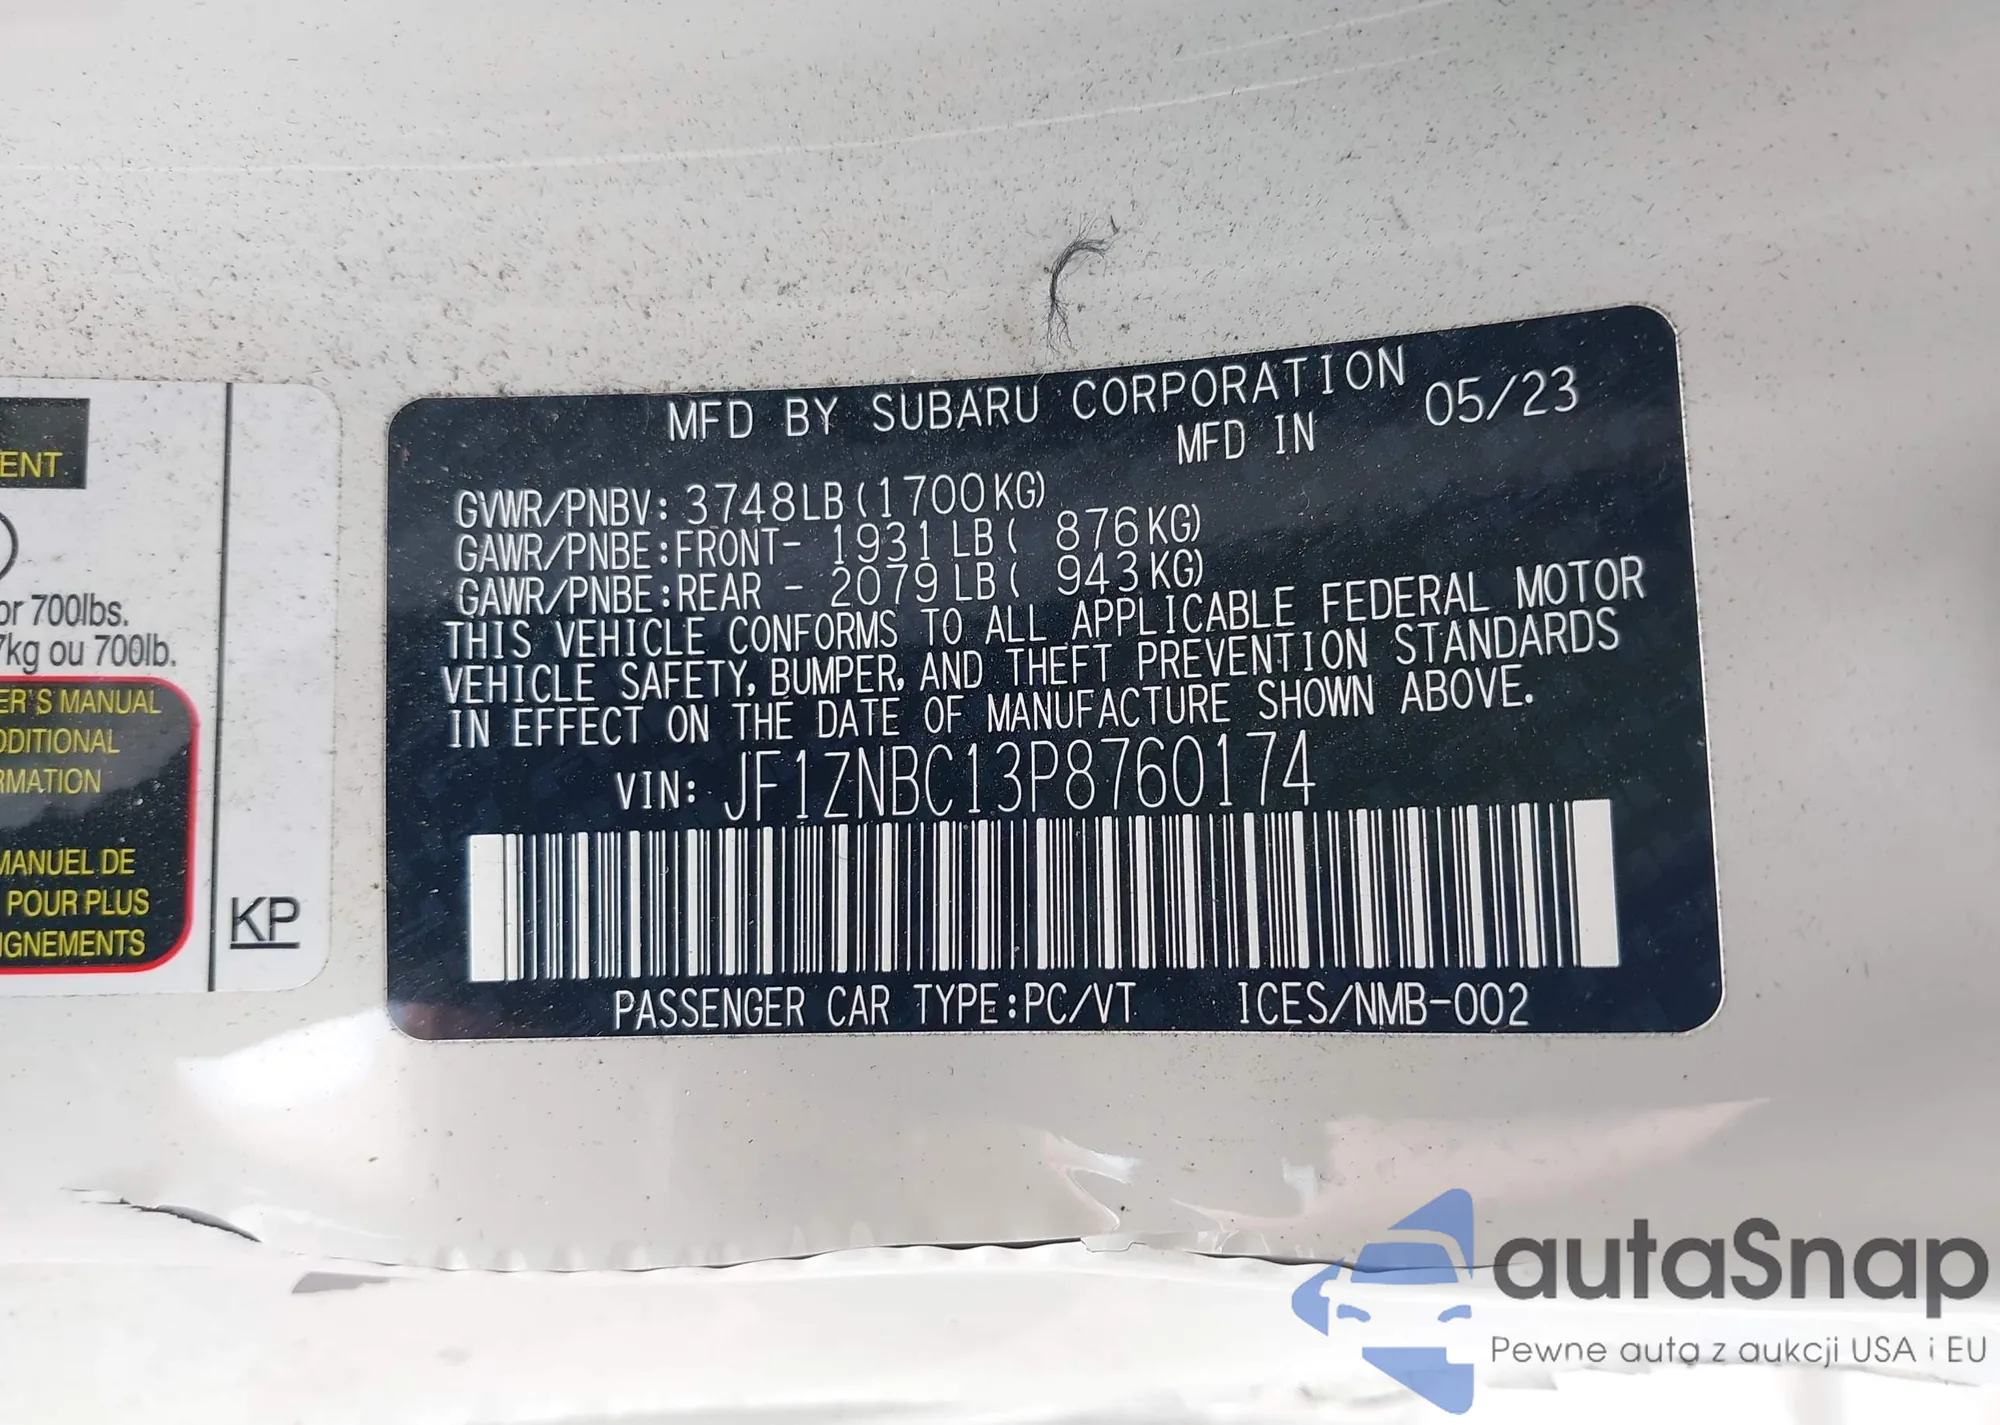 ENT
or 700lbs.
7kg ou 700lb.
ER'S MANUAL
DDITIONAL
RMATION
MANUEL DE
POUR PLUS
IGNEMENTS
KP
MFD BY SUBARU CORPORATION 05/23
MFD IN
GVWR/PNBV: 3748LB(1700KG)
GAWR/PNBE:FRONT- 1931LB( 876KG)
GAWR/PNBE:REAR - 2079LB( 943KG)
THIS VEHICLE CONFORMS TO ALL APPLICABLE FEDERAL MOTOR
VEHICLE SAFETY, BUMPER, AND THEFT PREVENTION STANDARDS
IN EFFECT ON THE DATE OF MANUFACTURE SHOWN ABOVE.
VIN: JF1ZNBC13P8760174
PASSENGER CAR TYPE:PC/VT ICES/NMB-002
autaSnap
Pewne auta z aukcji USA i EU